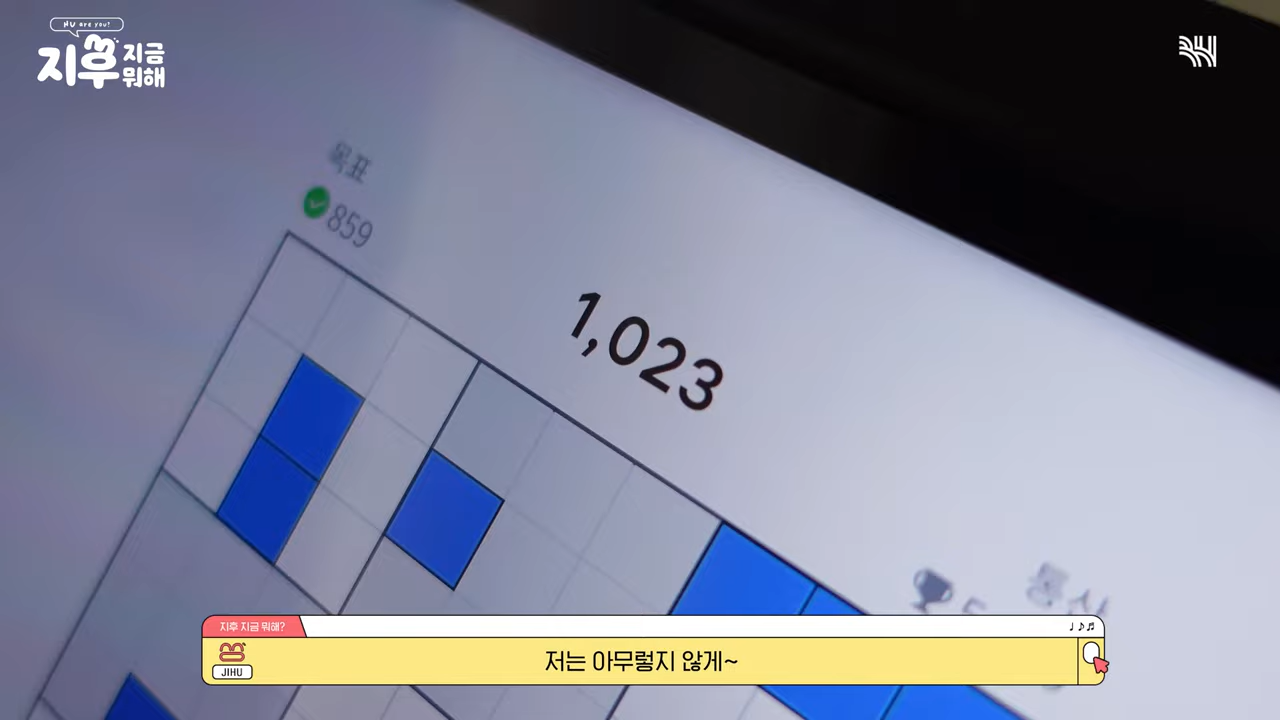 HU are you?
지후 지금 뭐해
목표
859
1,023
지후 지금 뭐해?
JIHU
저는 아무렇지 않게~